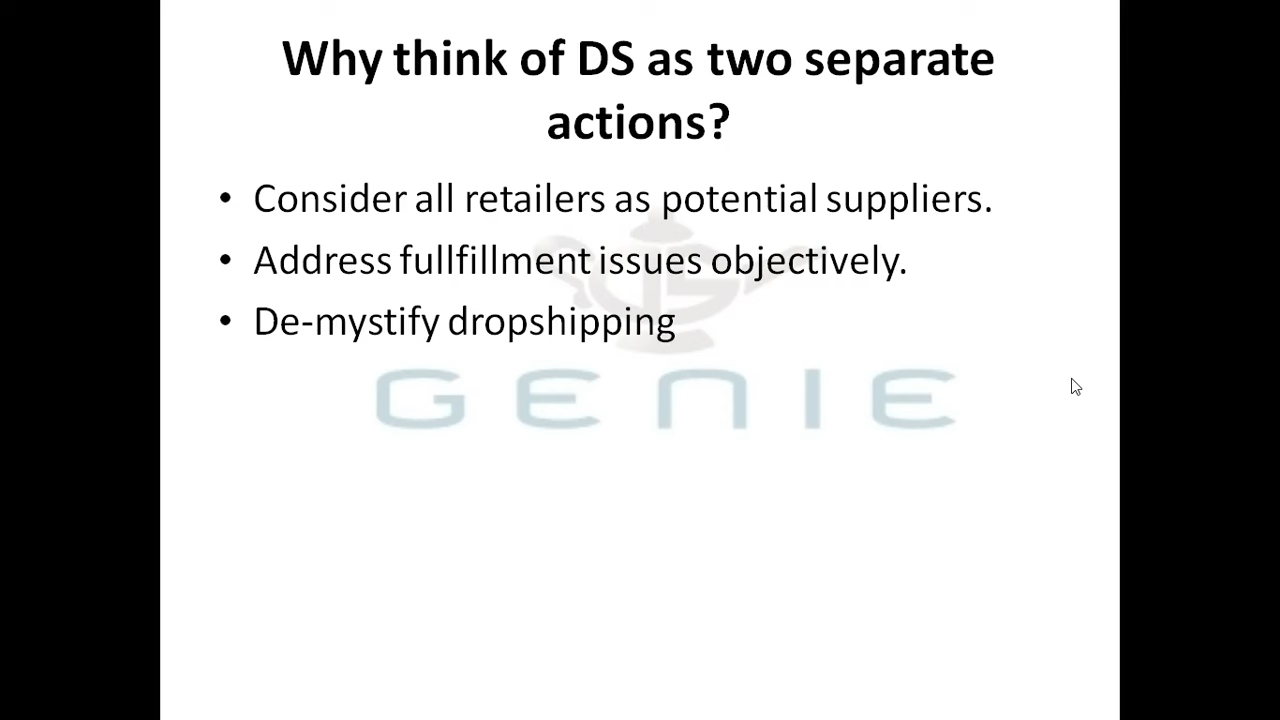 Why think of DS as two separate
actions?
• Consider all retailers as potential suppliers.
• Address fullfillment issues objectively.
• De-mystify dropshipping
GENIE